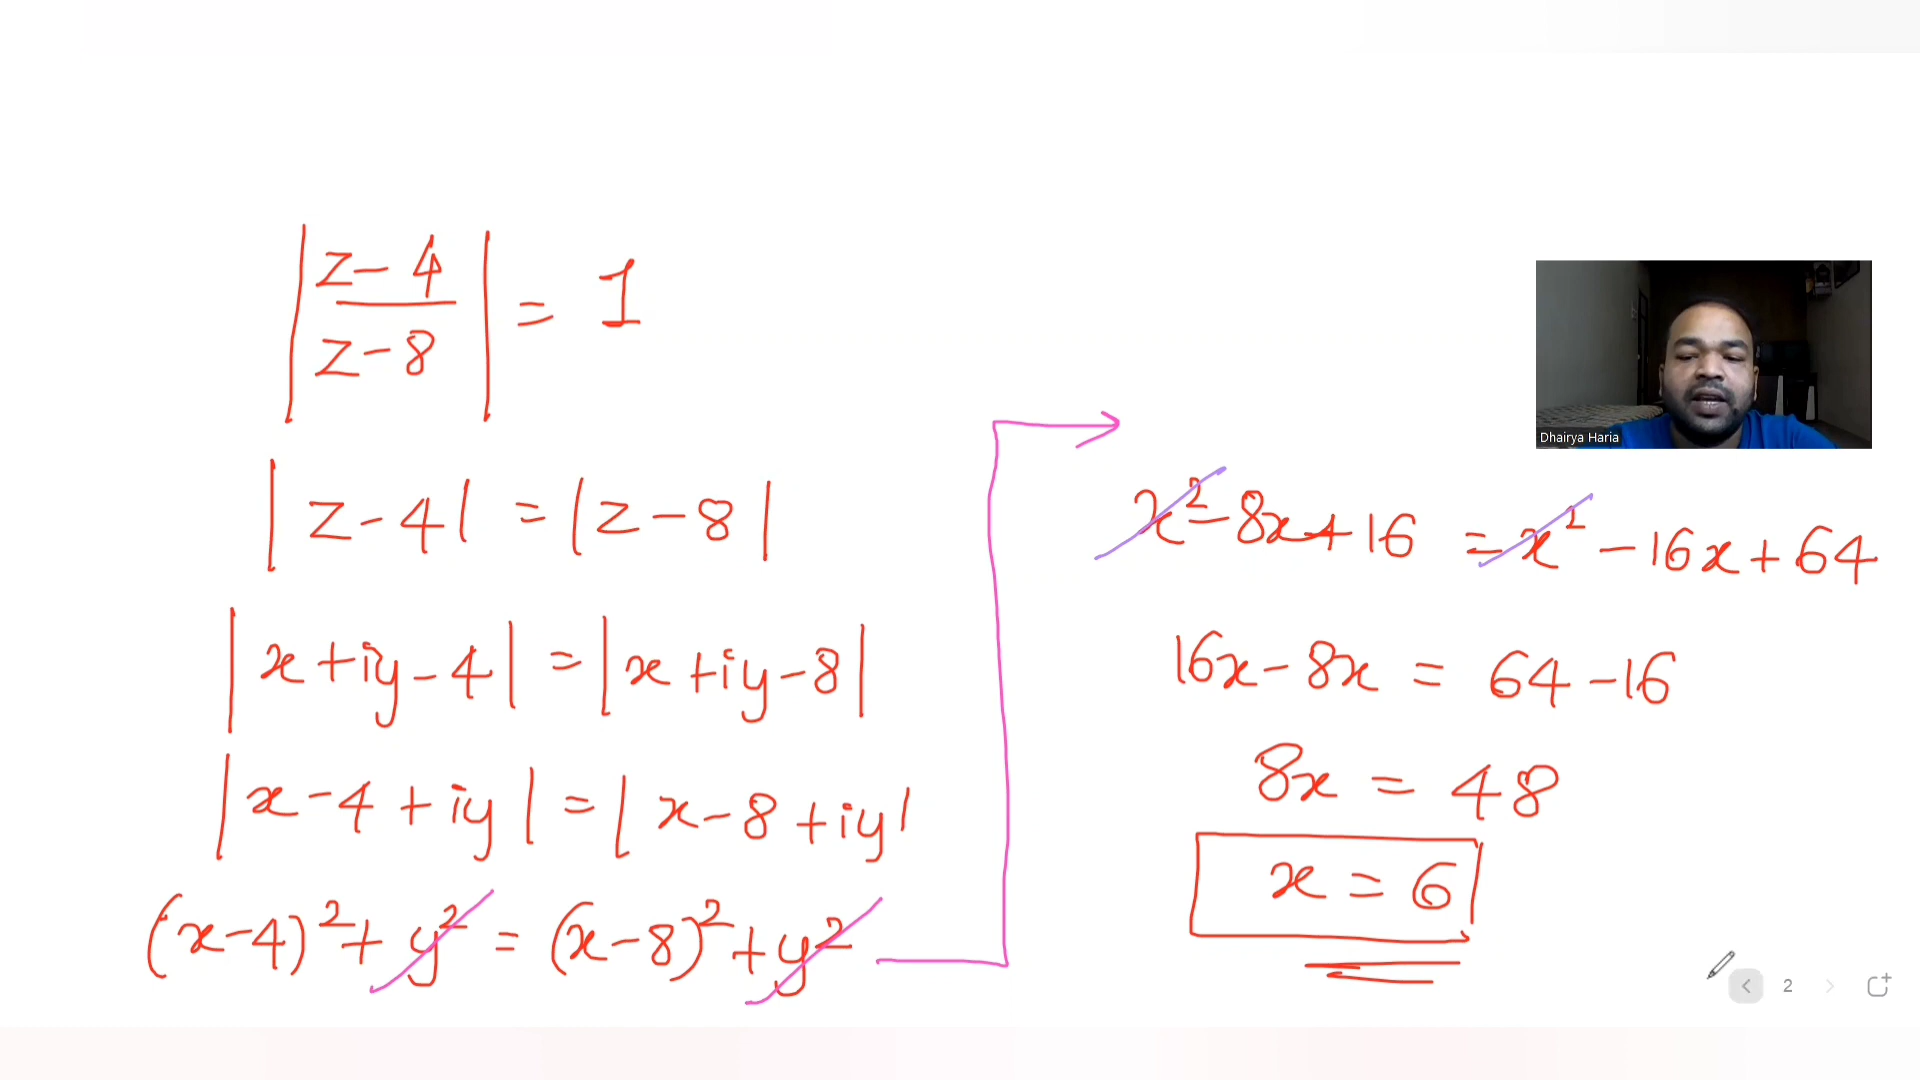 |z-4/z-8| = 1
|z-4| = |z-8|
|x+iy-4| = |x+iy-8|
|x-4+iy| = |x-8+iy|
(x-4)²+y² = (x-8)²+y²
Dhairya Haria
x²-8x+16 = x²-16x+64
16x-8x = 64-16
8x = 48
x = 6
2